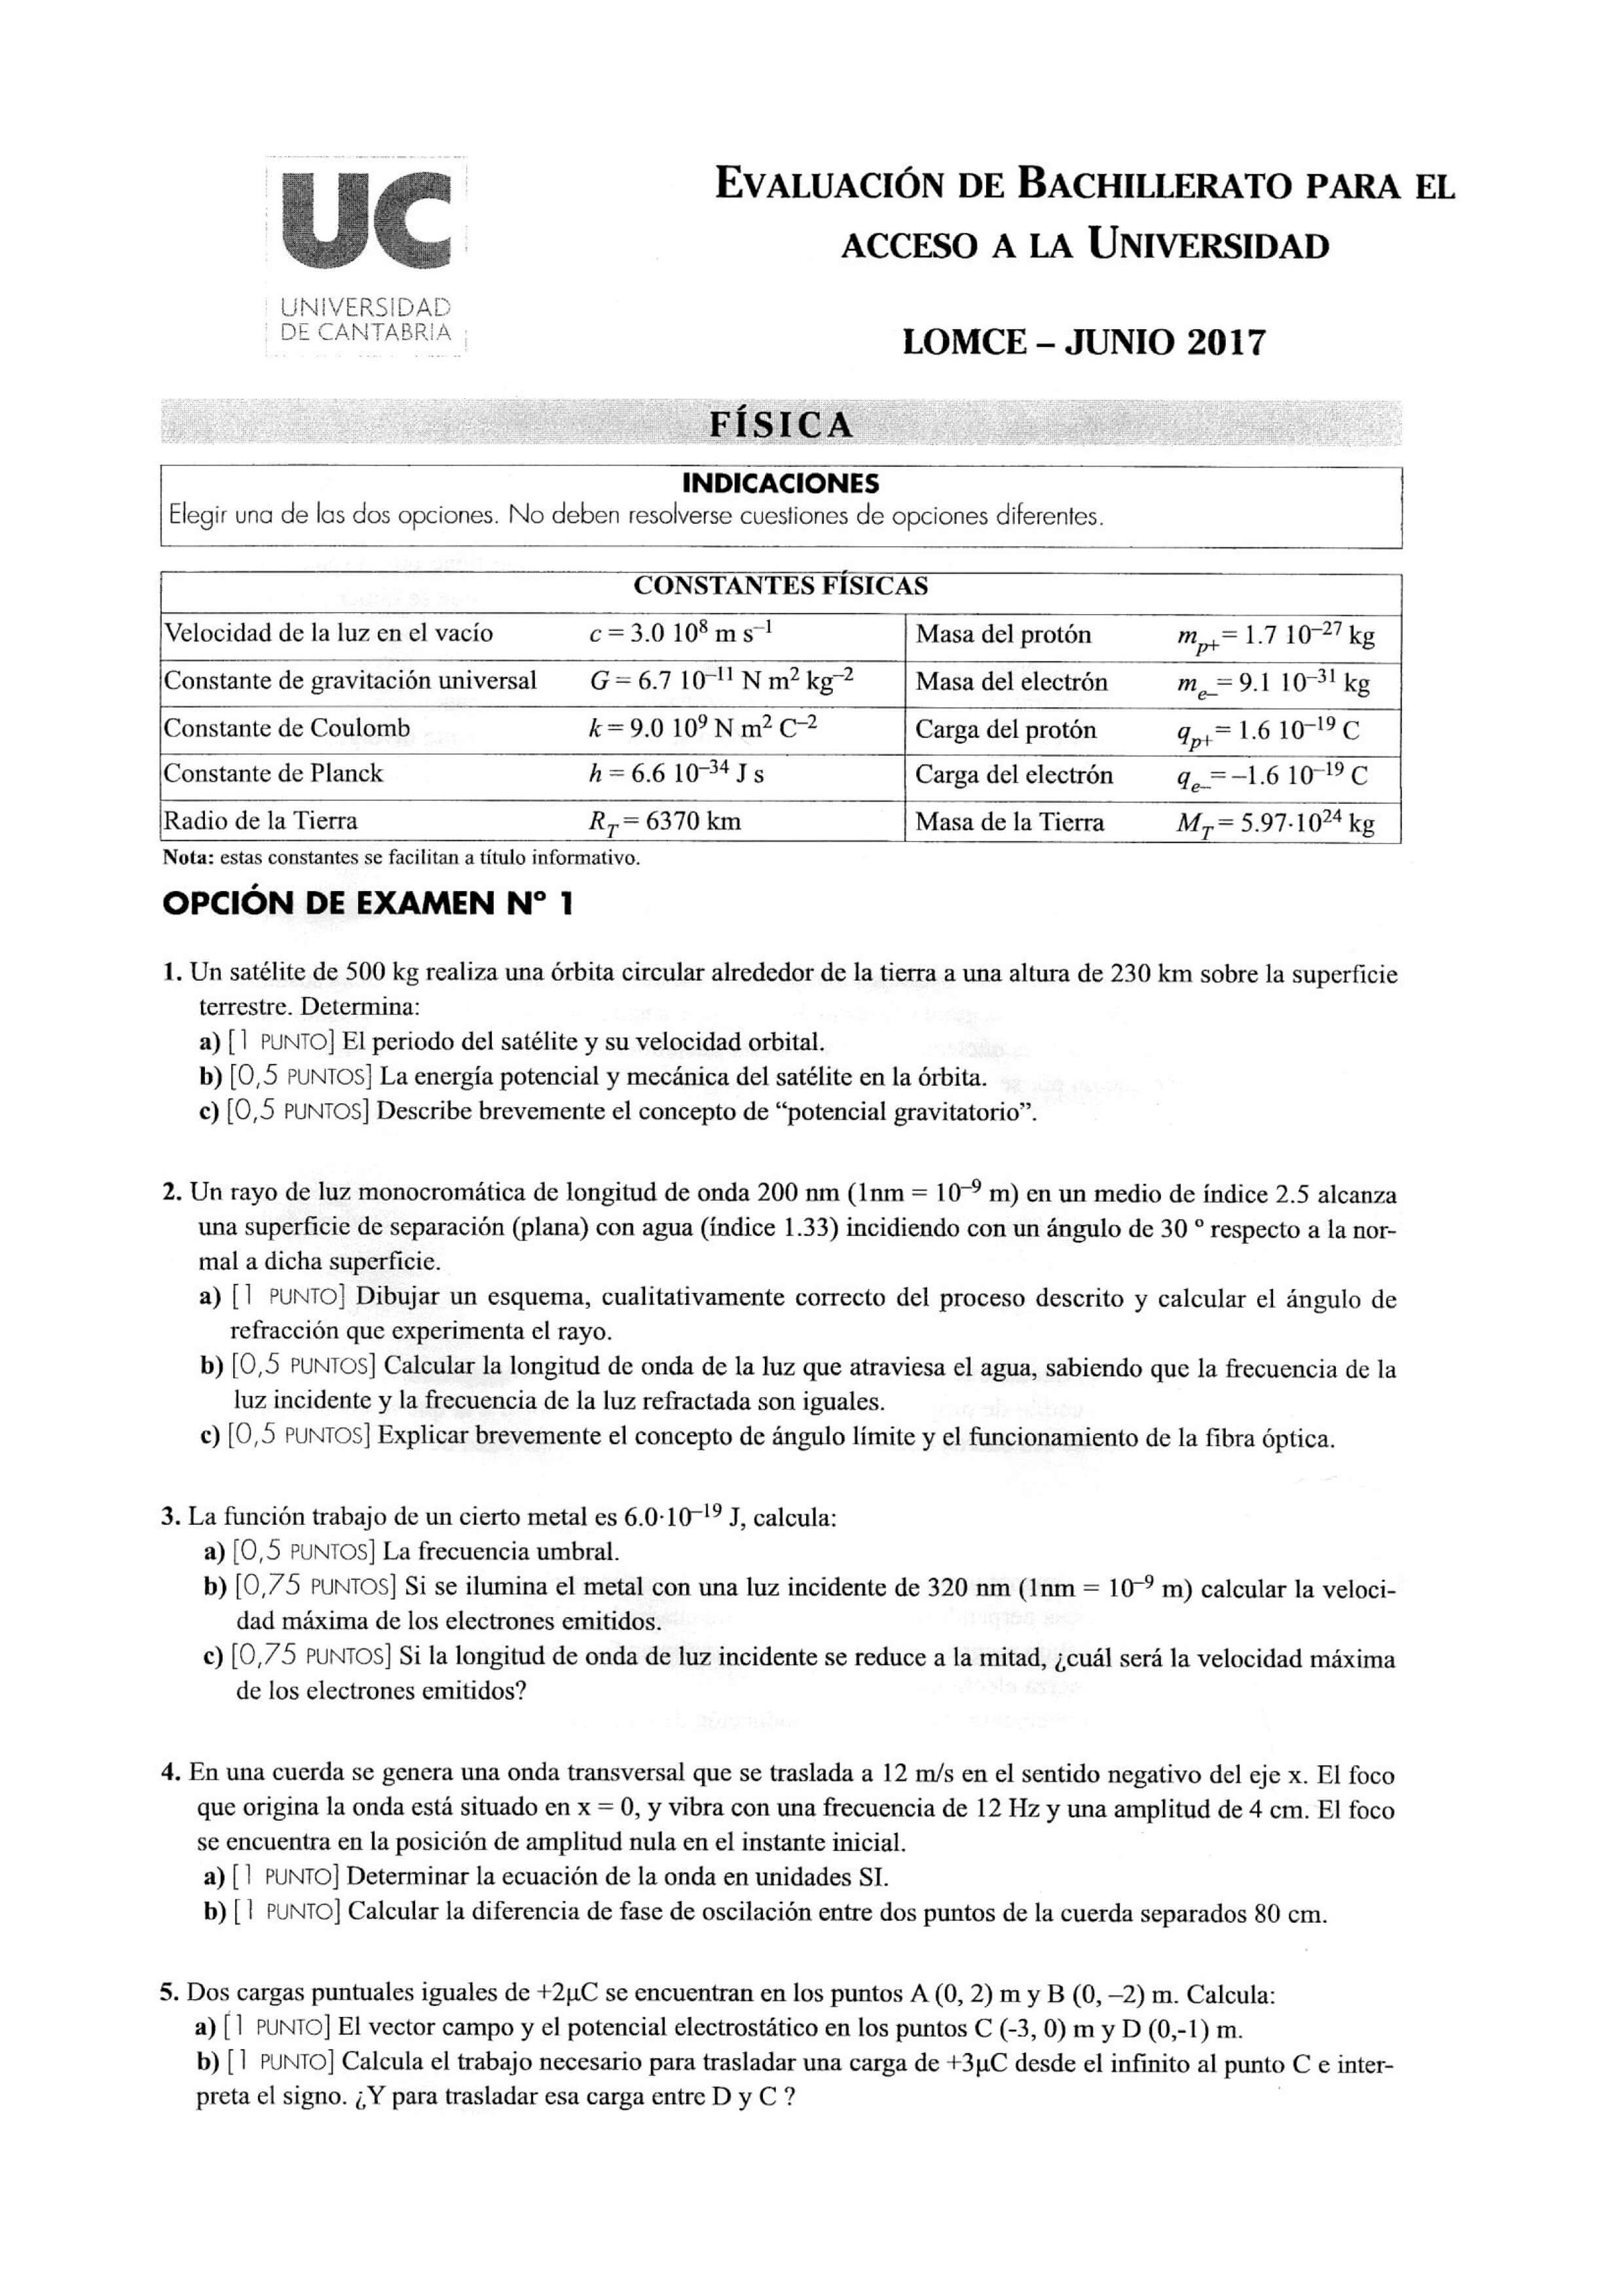 UC
UNIVERSIDAD
DE CANTABRIA
EVALUACIÓN DE BACHILLERATO PARA EL
ACCESO A LA UNIVERSIDAD
LOMCE – JUNIO 2017
FÍSICA
INDICACIONES
Elegir una de las dos opciones. No deben resolverse cuestiones de opciones diferentes.
CONSTANTES FÍSICAS
Velocidad de la luz en el vacío c = 3.0 10⁸ m s⁻¹ Masa del protón m_p+ = 1.7 10⁻²⁷ kg
Constante de gravitación universal G = 6.7 10⁻¹¹ N m² kg⁻² Masa del electrón m_e– = 9.1 10⁻³¹ kg
Constante de Coulomb k = 9.0 10⁹ N m² C⁻² Carga del protón q_p+ = 1.6 10⁻¹⁹ C
Constante de Planck h = 6.6 10⁻³⁴ J s Carga del electrón q_e– = –1.6 10⁻¹⁹ C
Radio de la Tierra R_T = 6370 km Masa de la Tierra M_T = 5.97·10²⁴ kg
Nota: estas constantes se facilitan a título informativo.
OPCIÓN DE EXAMEN Nº 1
1. Un satélite de 500 kg realiza una órbita circular alrededor de la tierra a una altura de 230 km sobre la superficie
terrestre. Determina:
a) [1 PUNTO] El periodo del satélite y su velocidad orbital.
b) [0,5 PUNTOS] La energía potencial y mecánica del satélite en la órbita.
c) [0,5 PUNTOS] Describe brevemente el concepto de “potencial gravitatorio”.
2. Un rayo de luz monocromática de longitud de onda 200 nm (1nm = 10⁻⁹ m) en un medio de índice 2.5 alcanza
una superficie de separación (plana) con agua (índice 1.33) incidiendo con un ángulo de 30 º respecto a la nor-
mal a dicha superficie.
a) [1 PUNTO] Dibujar un esquema, cualitativamente correcto del proceso descrito y calcular el ángulo de
refracción que experimenta el rayo.
b) [0,5 PUNTOS] Calcular la longitud de onda de la luz que atraviesa el agua, sabiendo que la frecuencia de la
luz incidente y la frecuencia de la luz refractada son iguales.
c) [0,5 PUNTOS] Explicar brevemente el concepto de ángulo límite y el funcionamiento de la fibra óptica.
3. La función trabajo de un cierto metal es 6.0·10⁻¹⁹ J, calcula:
a) [0,5 PUNTOS] La frecuencia umbral.
b) [0,75 PUNTOS] Si se ilumina el metal con una luz incidente de 320 nm (1nm = 10⁻⁹ m) calcular la veloci-
dad máxima de los electrones emitidos.
c) [0,75 PUNTOS] Si la longitud de onda de luz incidente se reduce a la mitad, ¿cuál será la velocidad máxima
de los electrones emitidos?
4. En una cuerda se genera una onda transversal que se traslada a 12 m/s en el sentido negativo del eje x. El foco
que origina la onda está situado en x = 0, y vibra con una frecuencia de 12 Hz y una amplitud de 4 cm. El foco
se encuentra en la posición de amplitud nula en el instante inicial.
a) [1 PUNTO] Determinar la ecuación de la onda en unidades SI.
b) [1 PUNTO] Calcular la diferencia de fase de oscilación entre dos puntos de la cuerda separados 80 cm.
5. Dos cargas puntuales iguales de +2µC se encuentran en los puntos A (0, 2) m y B (0, –2) m. Calcula:
a) [1 PUNTO] El vector campo y el potencial electrostático en los puntos C (-3, 0) m y D (0,-1) m.
b) [1 PUNTO] Calcula el trabajo necesario para trasladar una carga de +3µC desde el infinito al punto C e inter-
preta el signo. ¿Y para trasladar esa carga entre D y C ?